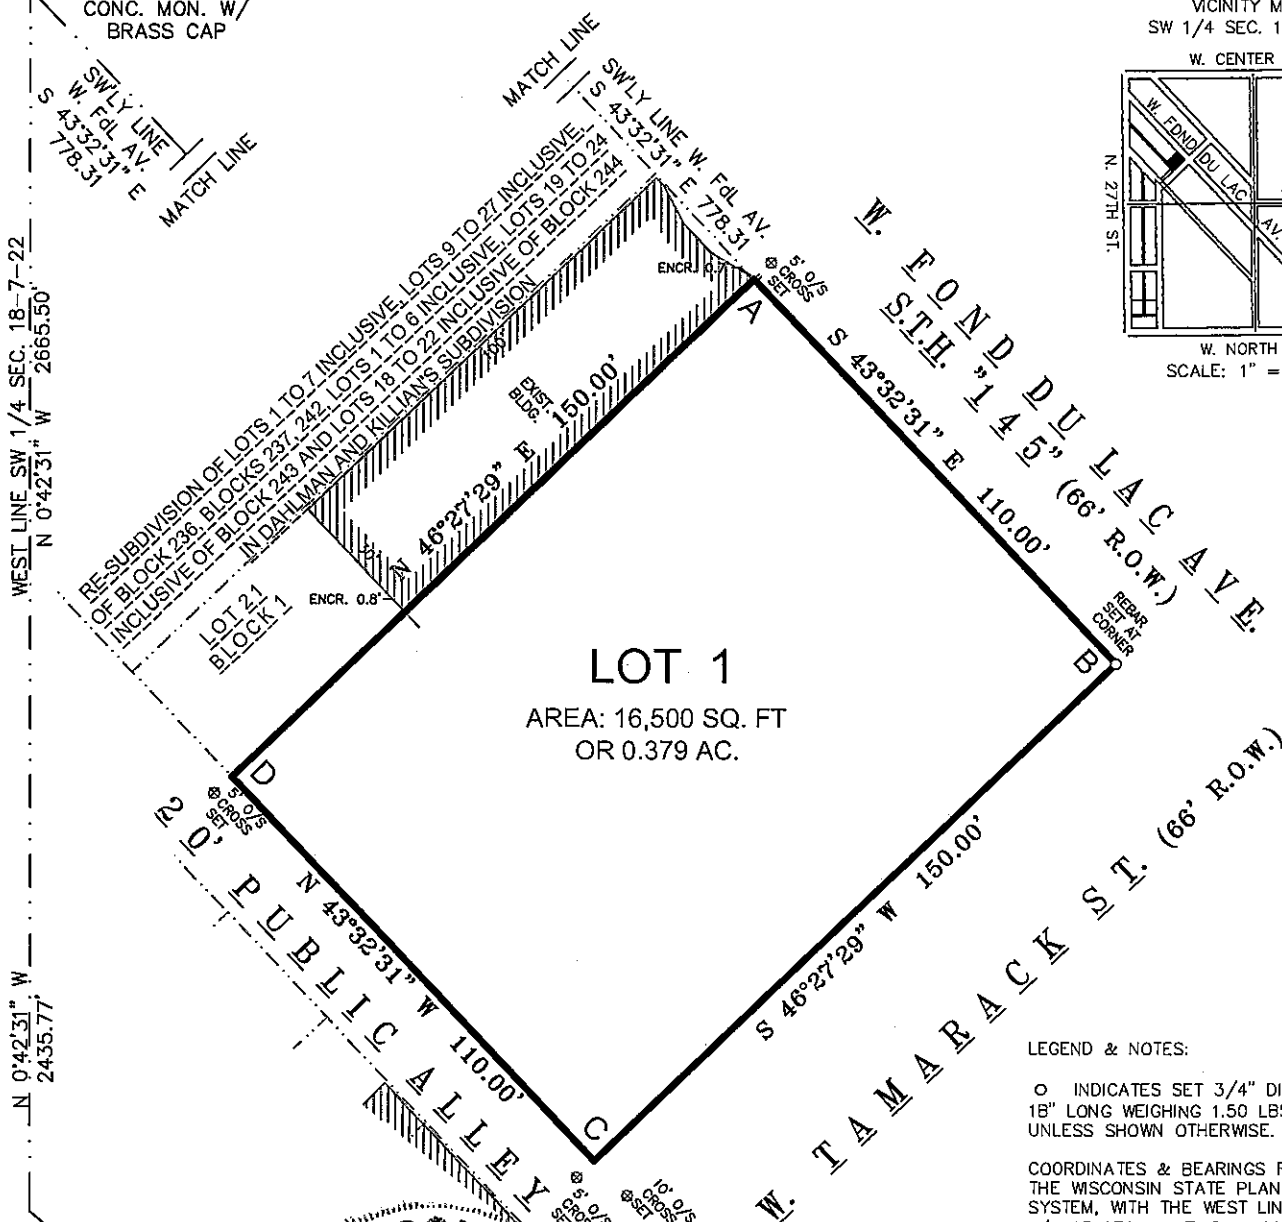 CONC. MON. W/
BRASS CAP
SW'LY LINE
W. FdL AV.
S 43°32'31" E
778.31
MATCH LINE
MATCH LINE
SW'LY LINE W. FdL AV.
S 43°32'31" E 778.31
VICINITY M
SW 1/4 SEC. 1
W. CENTER
W. FOND
DU LAC
AV.
N. 27TH ST.
W. NORTH
SCALE: 1" =
WEST LINE SW 1/4 SEC. 18-7-22
N 0°42'31" W 2665.50'
RE-SUBDIVISION OF LOTS 1 TO 7 INCLUSIVE, LOTS 9 TO 27 INCLUSIVE,
OF BLOCK 236, BLOCKS 237, 242, LOTS 1 TO 6 INCLUSIVE, LOTS 19 TO 24
INCLUSIVE OF BLOCK 243 AND LOTS 18 TO 22 INCLUSIVE OF BLOCK 244
IN DAHLMAN AND KILLIAN'S SUBDIVISION
LOT 21
BLOCK 1
ENCR. 0.7'
ENCR. 0.8'
EXIST.
BLDG.
5' O/S
CROSS
SET
A
W. FOND DU LAC AVE.
S.T.H. "145" (66' R.O.W.)
S 43°32'31" E 110.00'
N 46°27'29" E 150.00'
REBAR
SET AT
CORNER
B
LOT 1
AREA: 16,500 SQ. FT
OR 0.379 AC.
D
5' O/S
CROSS
SET
20' PUBLIC ALLEY
N 43°32'31" W 110.00'
S 46°27'29" W 150.00'
W. TAMARACK ST. (66' R.O.W.)
C
5' O/S
CROSS
SET
10' O/S
CROSS
SET
N 0°42'31" W
2435.77'
LEGEND & NOTES:
O INDICATES SET 3/4" DI
18" LONG WEIGHING 1.50 LBS
UNLESS SHOWN OTHERWISE.
COORDINATES & BEARINGS R
THE WISCONSIN STATE PLAN
SYSTEM, WITH THE WEST LIN